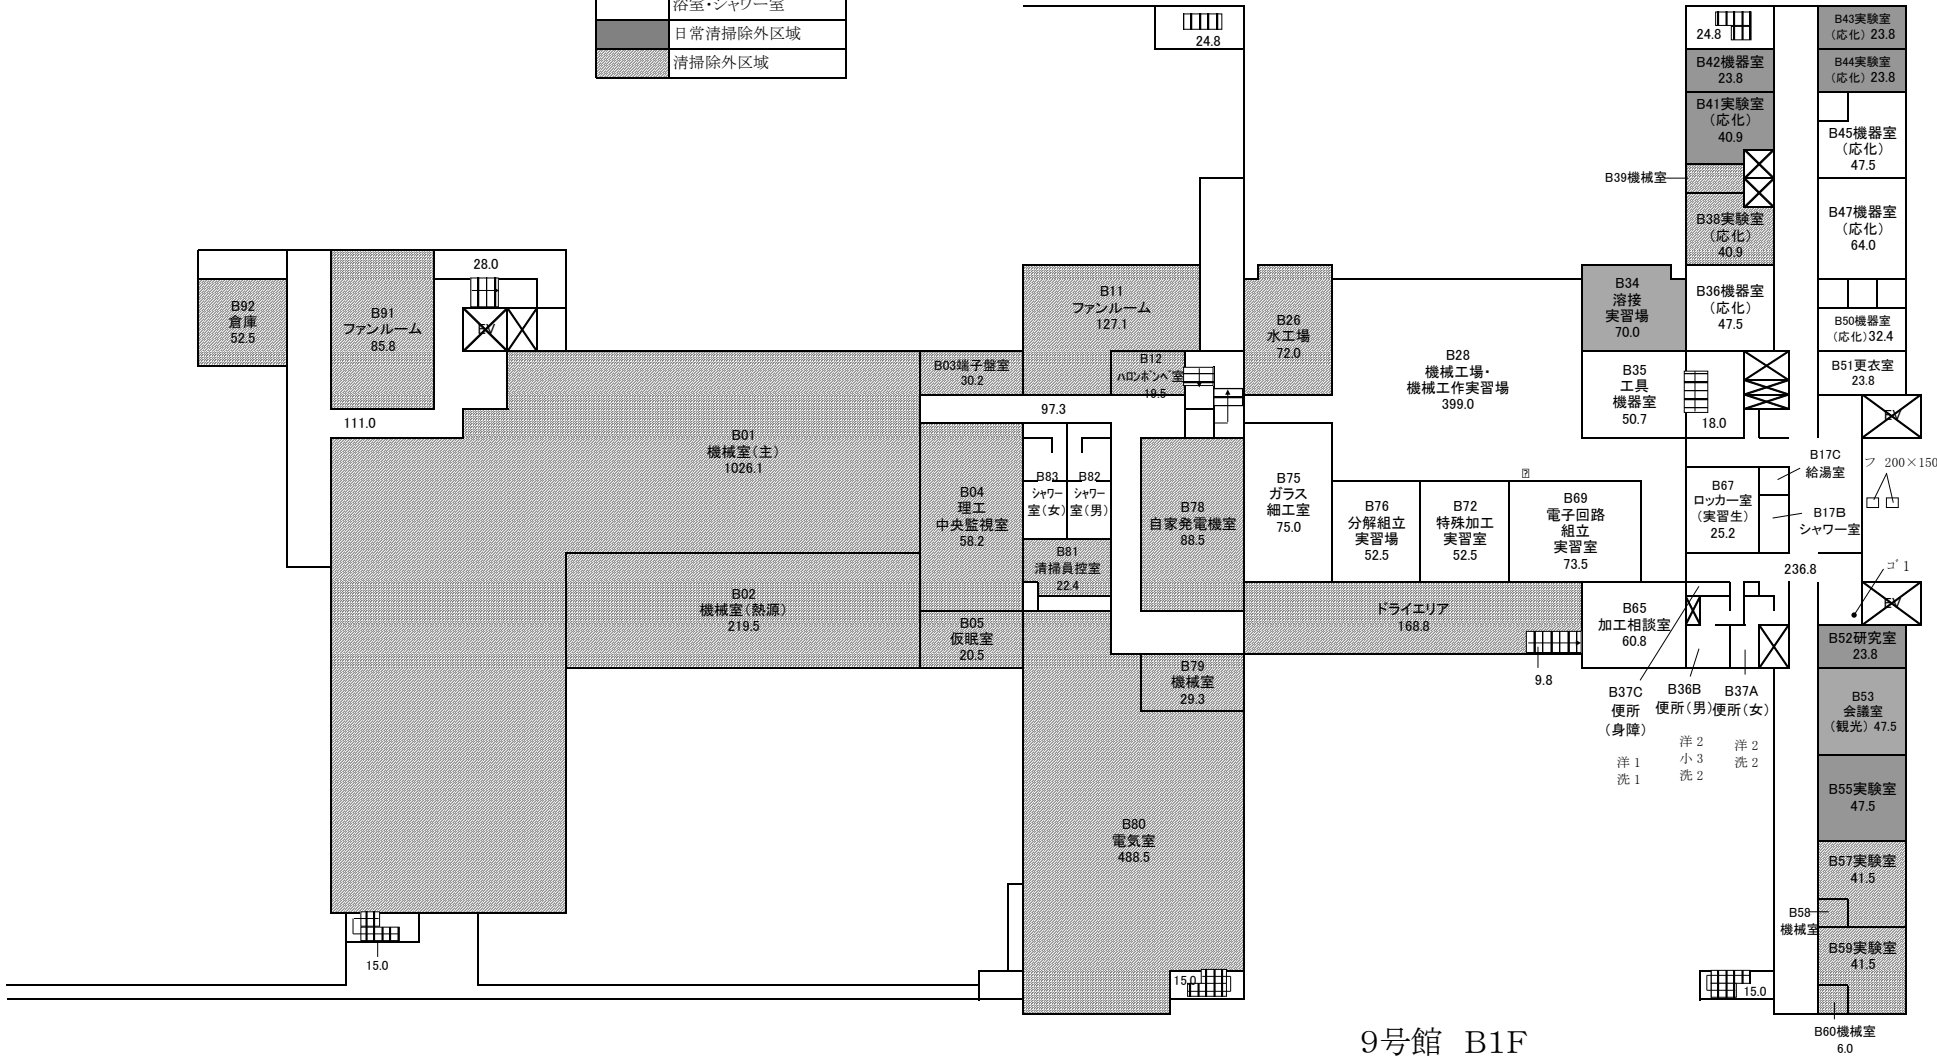 浴室・シャワー室
日常清掃除外区域
清掃除外区域
24.8
24.8
B42機器室
23.8
B41実験室
（応化）
40.9
B39機械室
B38実験室
（応化）
40.9
B43実験室
（応化） 23.8
B44実験室
（応化） 23.8
B45機器室
（応化）
47.5
B47機器室
（応化）
64.0
B50機器室
（応化）32.4
B51更衣室
23.8
28.0
B92
倉庫
52.5
B91
ファンルーム
85.8
EV
111.0
B01
機械室（主）
1026.1
B02
機械室（熱源）
219.5
B03端子盤室
30.2
B11
ファンルーム
127.1
B12
ハロンボンベ室
19.5
97.3
B04
理工
中央監視室
58.2
B05
仮眠室
20.5
B83
シャワー
室（女）
B82
シャワー
室（男）
B81
清掃員控室
22.4
B78
自家発電機室
88.5
B79
機械室
29.3
B80
電気室
488.5
15.0
15.0
B26
水工場
72.0
B28
機械工場・
機械工作実習場
399.0
B34
溶接
実習場
70.0
B35
工具
機器室
50.7
B36機器室
（応化）
47.5
18.0
B75
ガラス
細工室
75.0
B76
分解組立
実習場
52.5
B72
特殊加工
実習室
52.5
B69
電子回路
組立
実習室
73.5
ドライエリア
168.8
9.8
B65
加工相談室
60.8
B67
ロッカー室
（実習生）
25.2
B17C
給湯室
B17B
シャワー室
236.8
EV
フ 200×150
ゴ 1
EV
B37C
便所
（身障）
洋 1
洗 1
B36B
便所（男）
洋 2
小 3
洗 2
B37A
便所（女）
洋 2
洗 2
B52研究室
23.8
B53
会議室
（観光） 47.5
B55実験室
47.5
B57実験室
41.5
B58
機械室
B59実験室
41.5
15.0
B60機械室
6.0
9号館 B1F